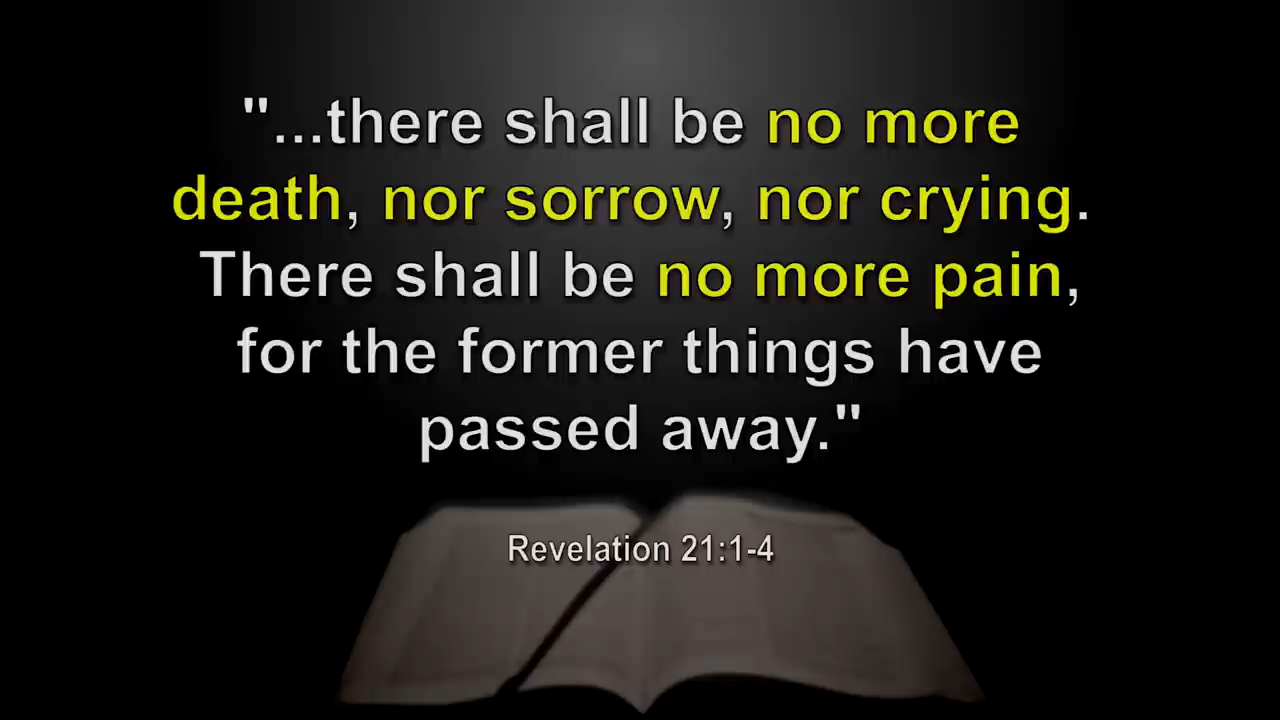 "...there shall be no more
death, nor sorrow, nor crying.
There shall be no more pain,
for the former things have
passed away."
Revelation 21:1-4